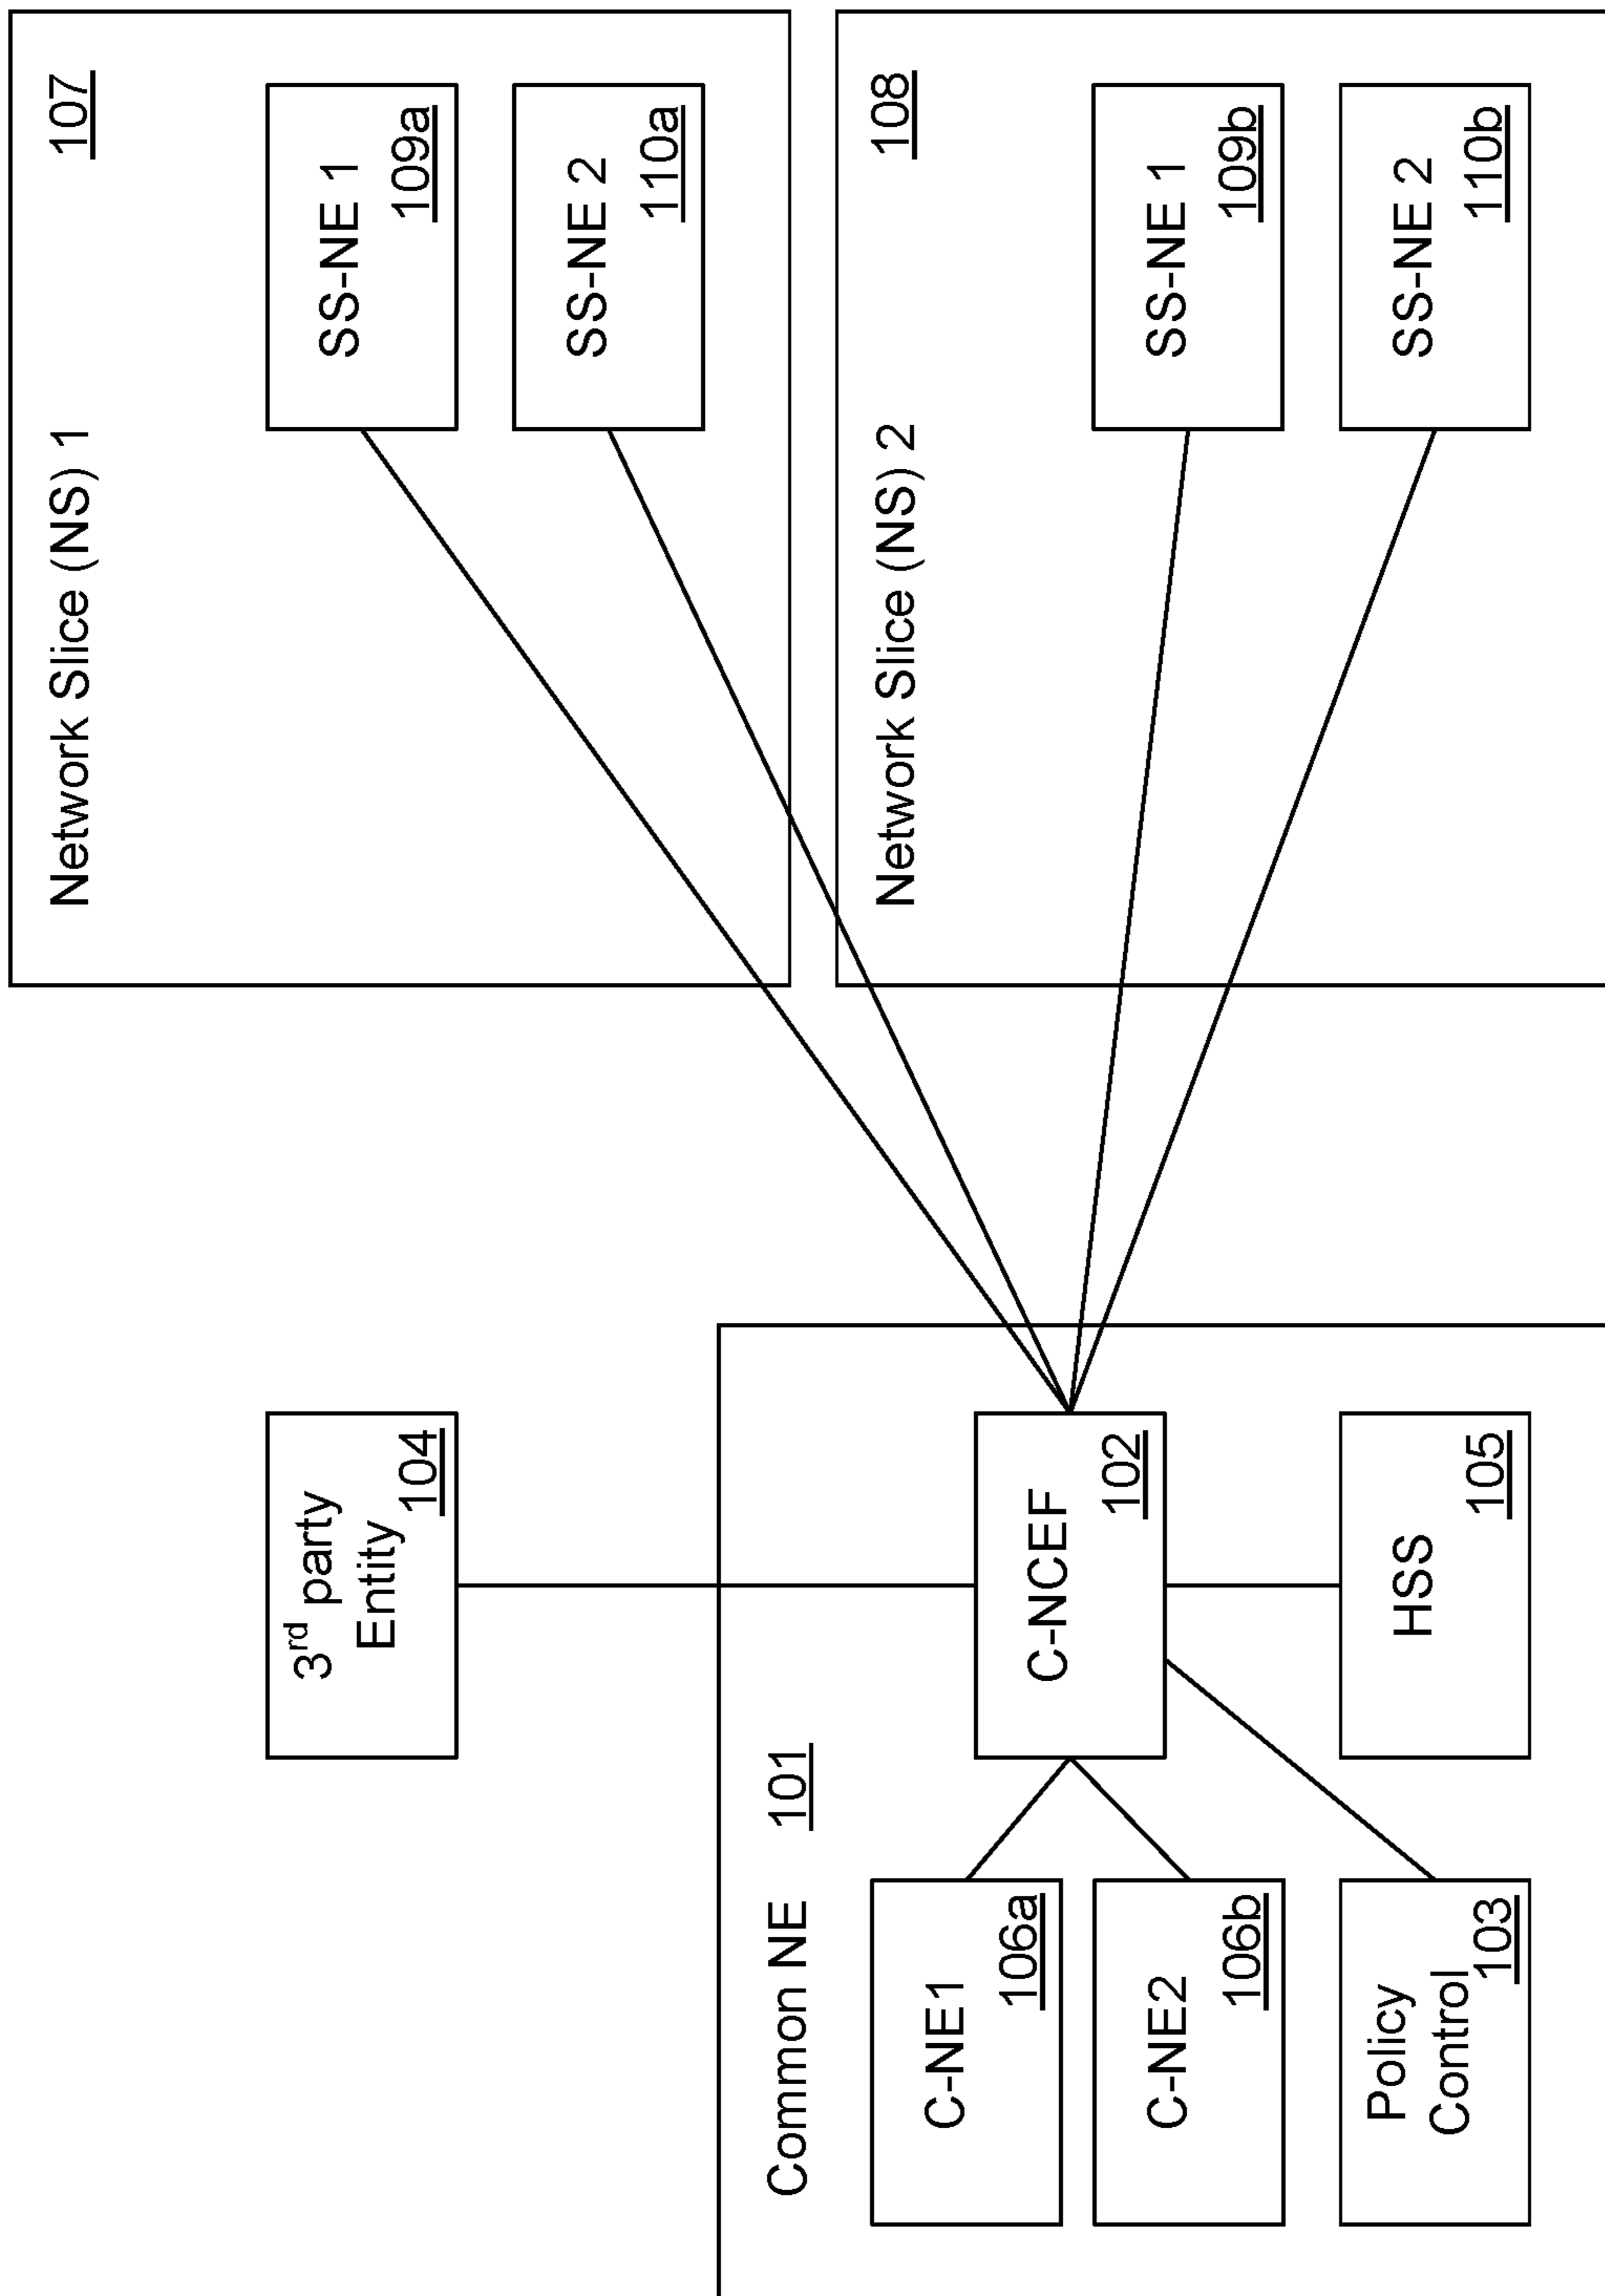 3rd party
Entity
104
Common NE 101
C-NE1
106a
C-NE2
106b
Policy
Control
103
C-NCEF
102
HSS
105
Network Slice (NS) 1
107
SS-NE 1
109a
SS-NE 2
110a
Network Slice (NS) 2
108
SS-NE 1
109b
SS-NE 2
110b